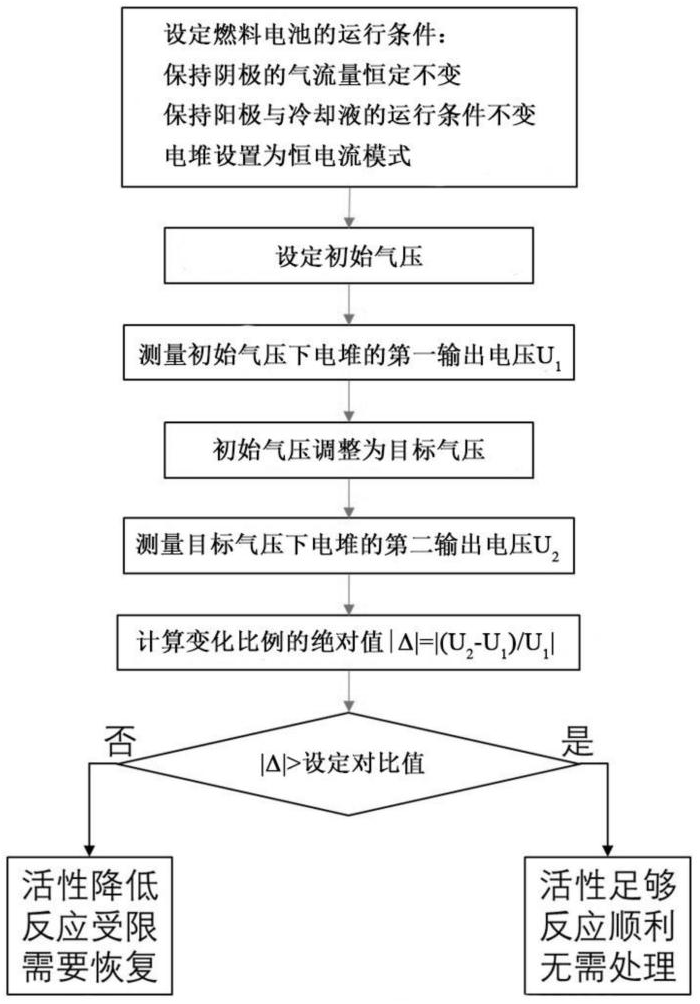 设定燃料电池的运行条件：
保持阴极的气流量恒定不变
保持阳极与冷却液的运行条件不变
电堆设置为恒电流模式
设定初始气压
测量初始气压下电堆的第一输出电压U₁
初始气压调整为目标气压
测量目标气压下电堆的第二输出电压U₂
计算变化比例的绝对值|Δ|=|(U₂-U₁)/U₁|
|Δ|>设定对比值
否
是
活性降低
反应受限
需要恢复
活性足够
反应顺利
无需处理